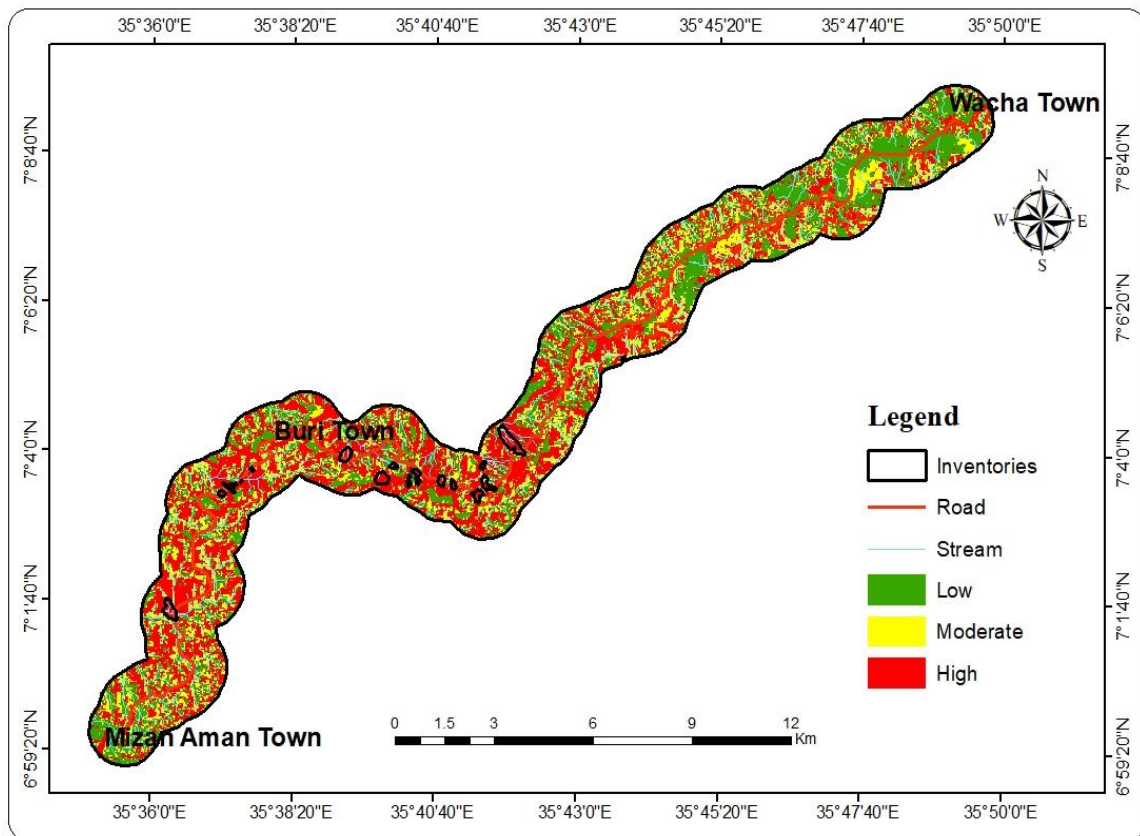 35°36'0"E 35°38'20"E 35°40'40"E 35°43'0"E 35°45'20"E 35°47'40"E 35°50'0"E
Wacha Town
7°8'40"N 7°8'40"N
N
W E
S
7°6'20"N 7°6'20"N
Buri Town
Legend
7°4'0"N 7°4'0"N
Inventories
Road
Stream
Low
7°1'40"N 7°1'40"N
Moderate
High
Mizan Aman Town
0 1.5 3 6 9 12
Km
6°59'20"N 6°59'20"N
35°36'0"E 35°38'20"E 35°40'40"E 35°43'0"E 35°45'20"E 35°47'40"E 35°50'0"E